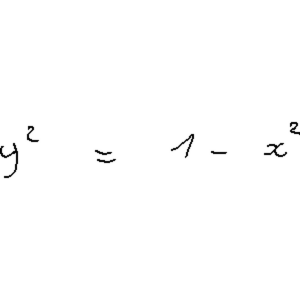 y² = 1 - x²